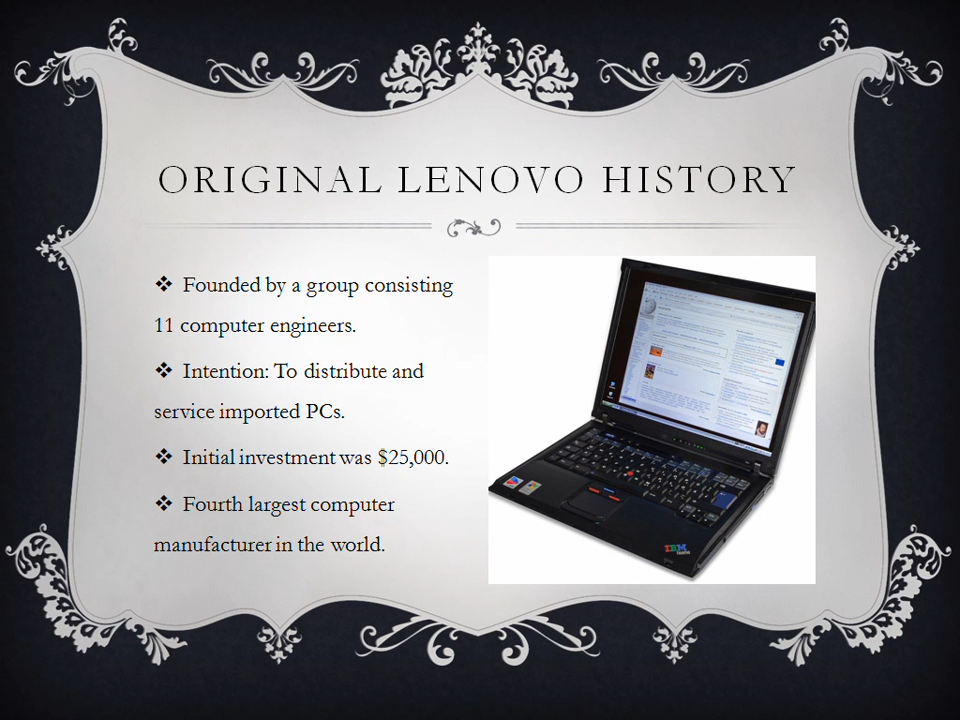 ORIGINAL LENOVO HISTORY
❖ Founded by a group consisting
11 computer engineers.
❖ Intention: To distribute and
service imported PCs.
❖ Initial investment was $25,000.
❖ Fourth largest computer
manufacturer in the world.
IBM